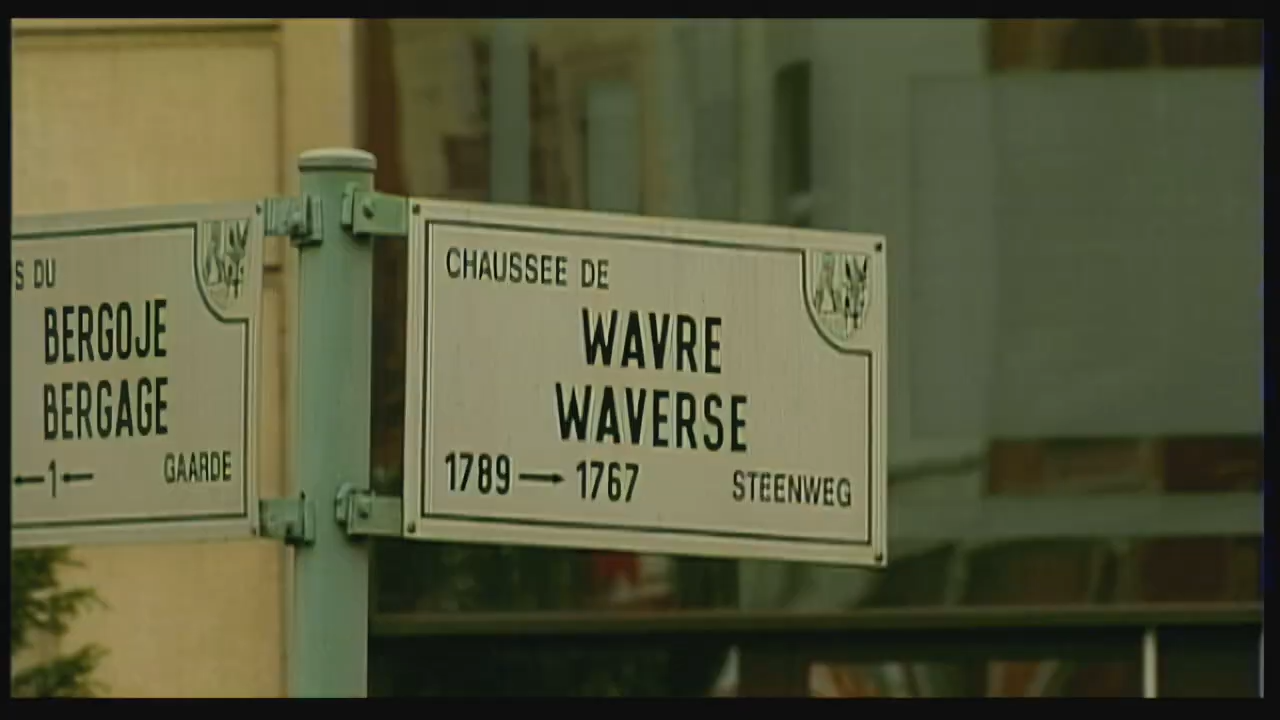 S DU
BERGOJE
BERGAGE
←1←
GAARDE
CHAUSSEE DE
WAVRE
WAVERSE
1789 → 1767
STEENWEG